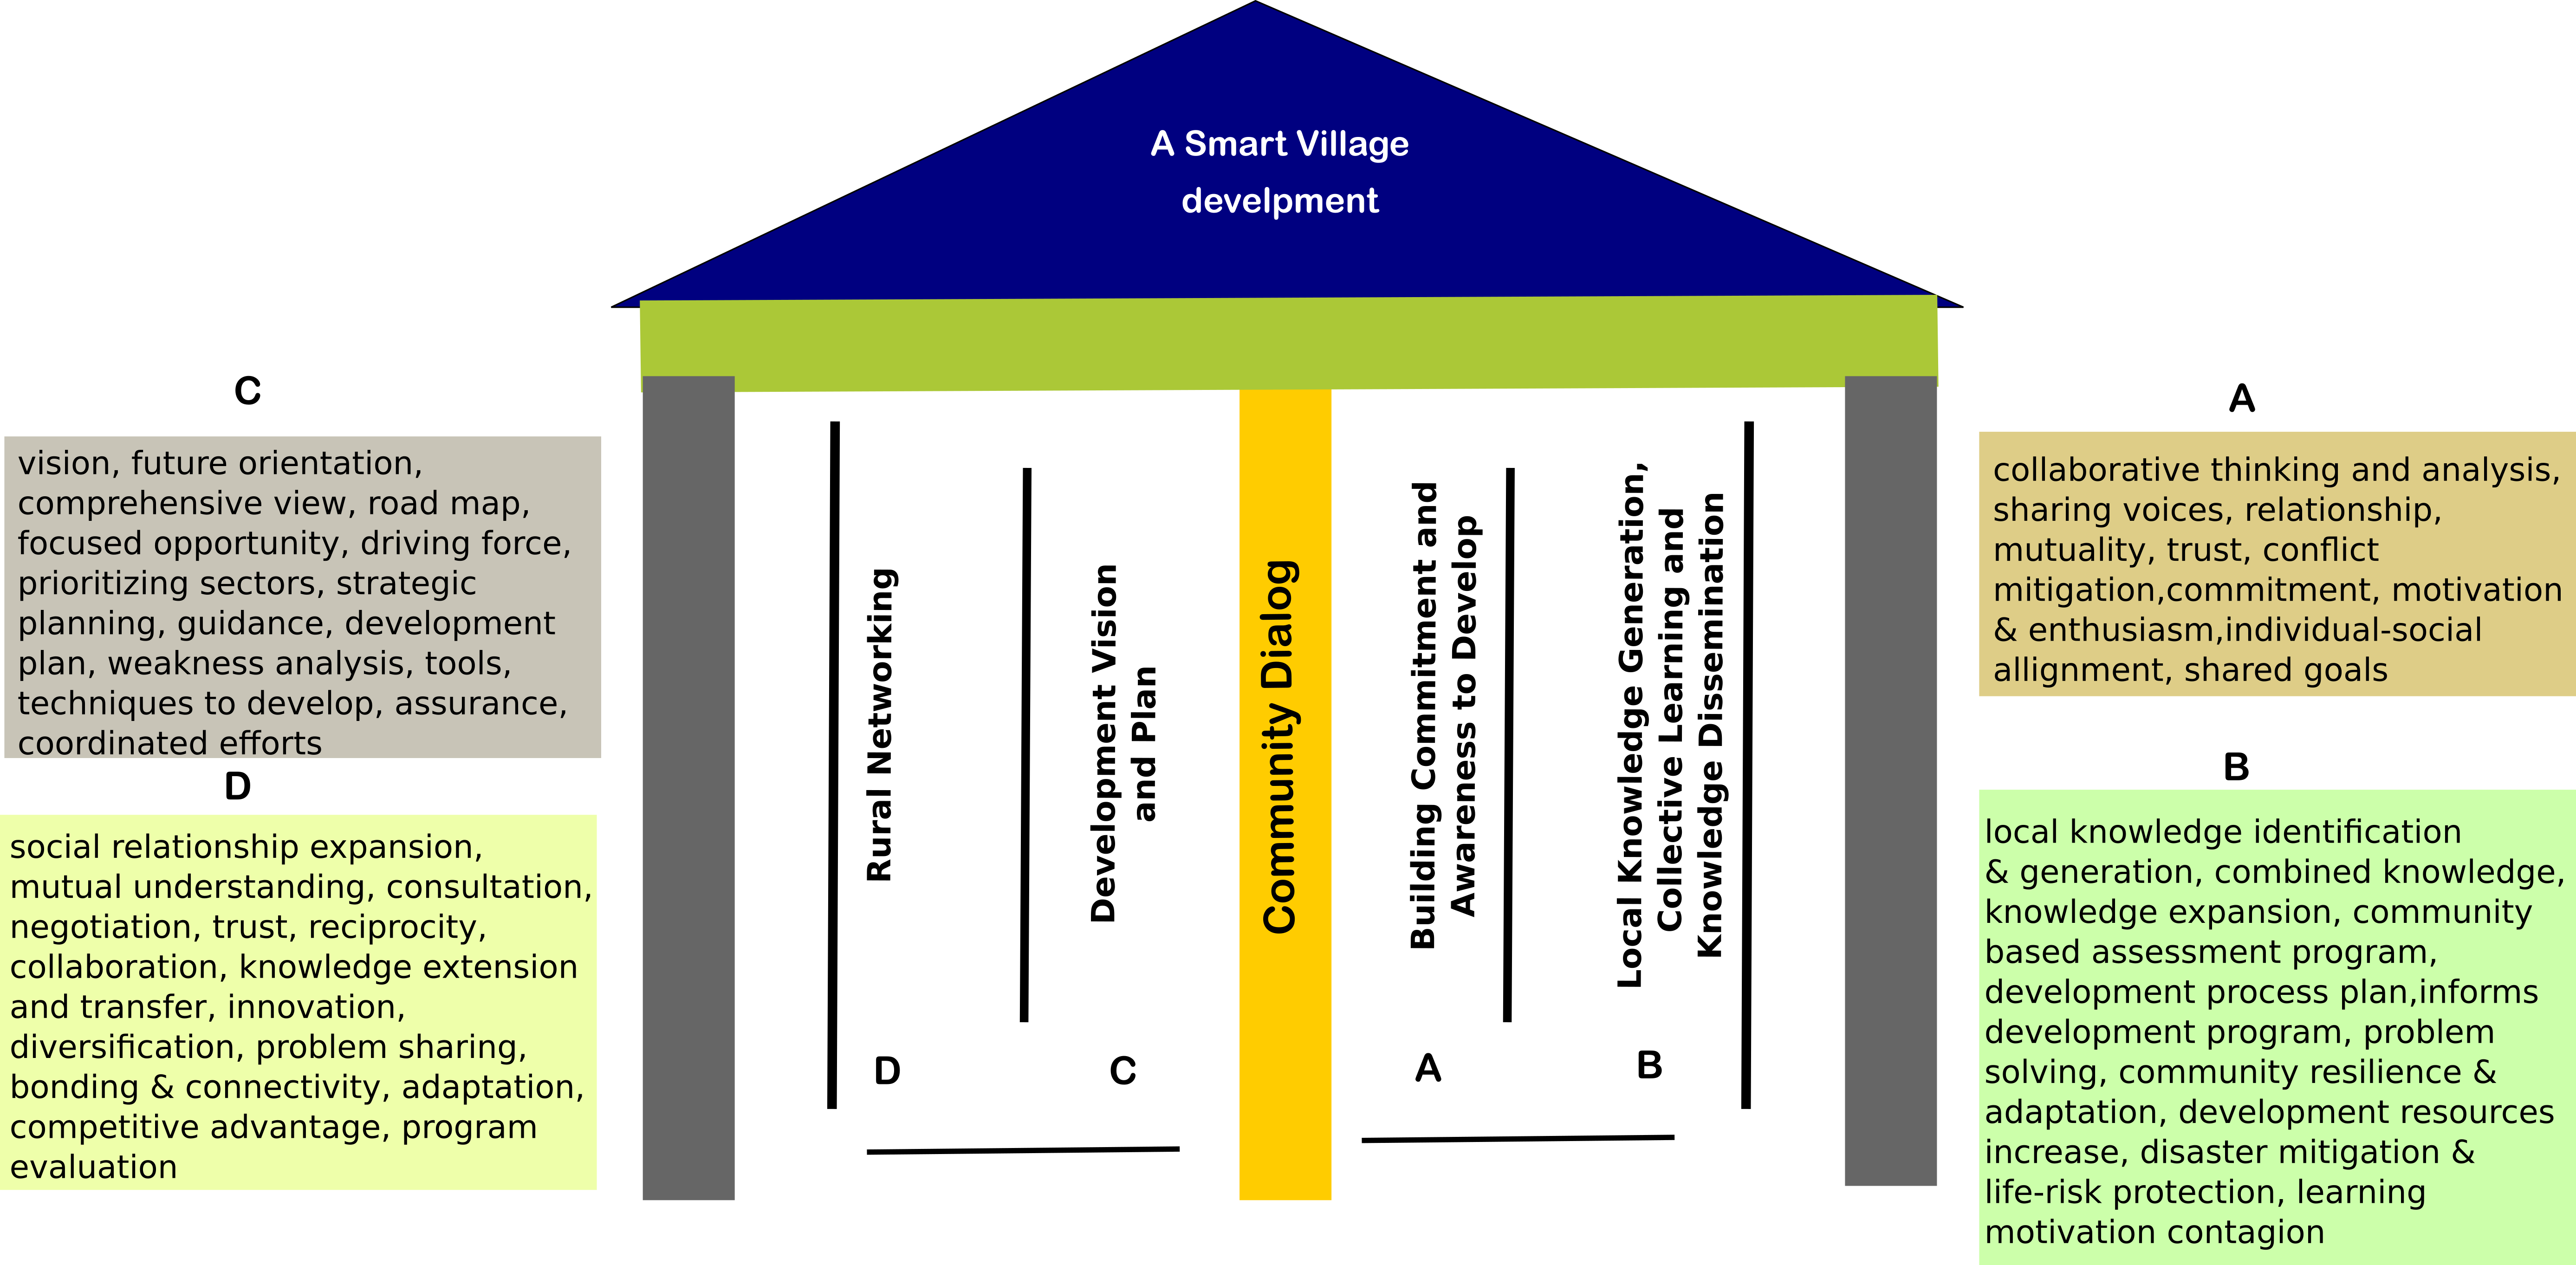 A Smart Village
develpment
C
vision, future orientation,
comprehensive view, road map,
focused opportunity, driving force,
prioritizing sectors, strategic
planning, guidance, development
plan, weakness analysis, tools,
techniques to develop, assurance,
coordinated efforts
D
social relationship expansion,
mutual understanding, consultation,
negotiation, trust, reciprocity,
collaboration, knowledge extension
and transfer, innovation,
diversification, problem sharing,
bonding & connectivity, adaptation,
competitive advantage, program
evaluation
Rural Networking
D
Development Vision
and Plan
C
Community Dialog
Building Commitment and
Awareness to Develop
A
Local Knowledge Generation,
Collective Learning and
Knowledge Dissemination
B
A
collaborative thinking and analysis,
sharing voices, relationship,
mutuality, trust, conflict
mitigation,commitment, motivation
& enthusiasm,individual-social
allignment, shared goals
B
local knowledge identification
& generation, combined knowledge,
knowledge expansion, community
based assessment program,
development process plan,informs
development program, problem
solving, community resilience &
adaptation, development resources
increase, disaster mitigation &
life-risk protection, learning
motivation contagion